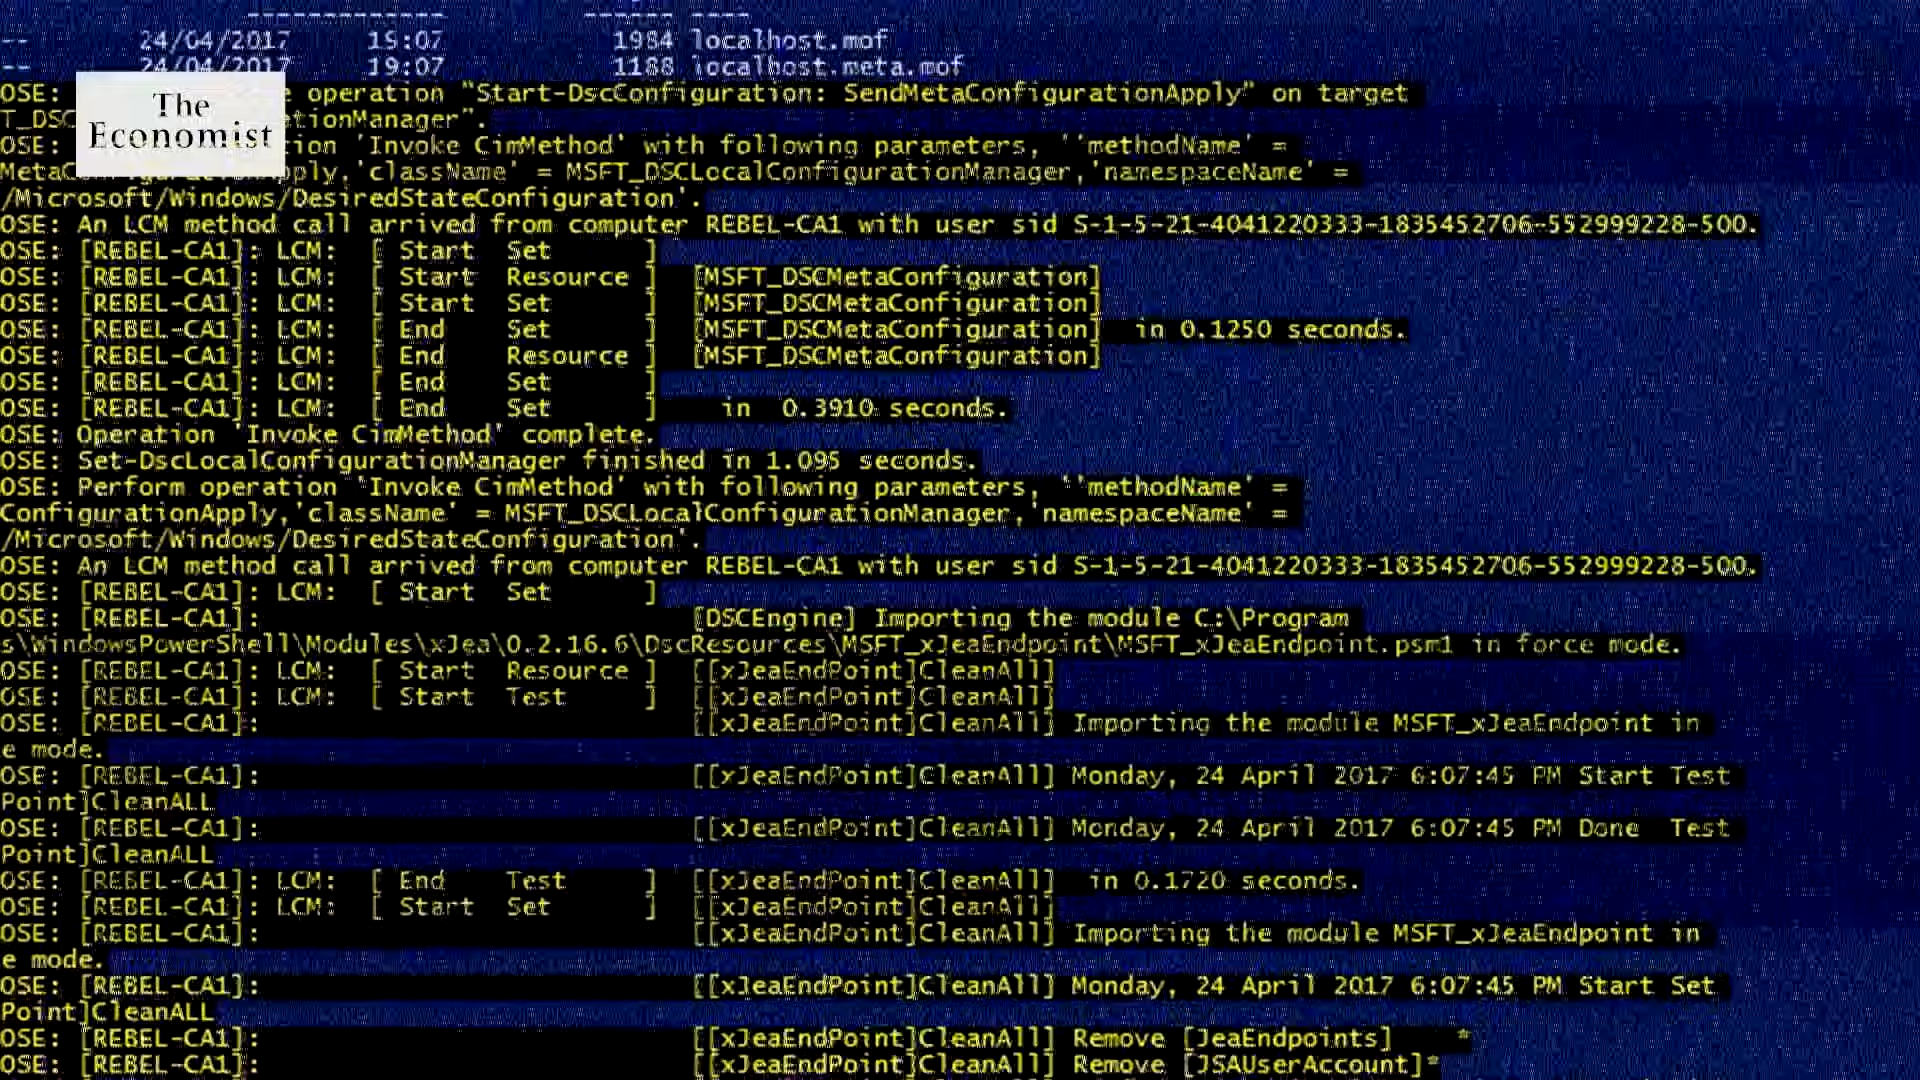 ------------- ------ ----
-- 24/04/2017 19:07 1984 localhost.mof
-- 24/04/2017 19:07 1188 localhost.meta.mof
OSE: operation "Start-DscConfiguration: SendMetaConfigurationApply" on target
T_DSC tionManager".
The
Economist
OSE: ion 'Invoke CimMethod' with following parameters, ''methodName' =
MetaConfigurationApply,'className' = MSFT_DSCLocalConfigurationManager,'namespaceName' =
/Microsoft/Windows/DesiredStateConfiguration'.
OSE: An LCM method call arrived from computer REBEL-CA1 with user sid S-1-5-21-4041220333-1835452706-552999228-500.
OSE: [REBEL-CA1]: LCM: [ Start Set ]
OSE: [REBEL-CA1]: LCM: [ Start Resource ] [MSFT_DSCMetaConfiguration]
OSE: [REBEL-CA1]: LCM: [ Start Set ] [MSFT_DSCMetaConfiguration]
OSE: [REBEL-CA1]: LCM: [ End Set ] [MSFT_DSCMetaConfiguration] in 0.1250 seconds.
OSE: [REBEL-CA1]: LCM: [ End Resource ] [MSFT_DSCMetaConfiguration]
OSE: [REBEL-CA1]: LCM: [ End Set ]
OSE: [REBEL-CA1]: LCM: [ End Set ] in 0.3910 seconds.
OSE: Operation 'Invoke CimMethod' complete.
OSE: Set-DscLocalConfigurationManager finished in 1.095 seconds.
OSE: Perform operation 'Invoke CimMethod' with following parameters, ''methodName' =
ConfigurationApply,'className' = MSFT_DSCLocalConfigurationManager,'namespaceName' =
/Microsoft/Windows/DesiredStateConfiguration'.
OSE: An LCM method call arrived from computer REBEL-CA1 with user sid S-1-5-21-4041220333-1835452706-552999228-500.
OSE: [REBEL-CA1]: LCM: [ Start Set ]
OSE: [REBEL-CA1]: [DSCEngine] Importing the module C:\Program
s\WindowsPowerShell\Modules\xJea\0.2.16.6\DscResources\MSFT_xJeaEndpoint\MSFT_xJeaEndpoint.psm1 in force mode.
OSE: [REBEL-CA1]: LCM: [ Start Resource ] [[xJeaEndPoint]CleanAll]
OSE: [REBEL-CA1]: LCM: [ Start Test ] [[xJeaEndPoint]CleanAll]
OSE: [REBEL-CA1]: [[xJeaEndPoint]CleanAll] Importing the module MSFT_xJeaEndpoint in
e mode.
OSE: [REBEL-CA1]: [[xJeaEndPoint]CleanAll] Monday, 24 April 2017 6:07:45 PM Start Test
Point]CleanALL
OSE: [REBEL-CA1]: [[xJeaEndPoint]CleanAll] Monday, 24 April 2017 6:07:45 PM Done Test
Point]CleanALL
OSE: [REBEL-CA1]: LCM: [ End Test ] [[xJeaEndPoint]CleanAll] in 0.1720 seconds.
OSE: [REBEL-CA1]: LCM: [ Start Set ] [[xJeaEndPoint]CleanAll]
OSE: [REBEL-CA1]: [[xJeaEndPoint]CleanAll] Importing the module MSFT_xJeaEndpoint in
e mode.
OSE: [REBEL-CA1]: [[xJeaEndPoint]CleanAll] Monday, 24 April 2017 6:07:45 PM Start Set
Point]CleanALL
OSE: [REBEL-CA1]: [[xJeaEndPoint]CleanAll] Remove [JeaEndpoints] *
OSE: [REBEL-CA1]: [[xJeaEndPoint]CleanAll] Remove [JSAUserAccount]*